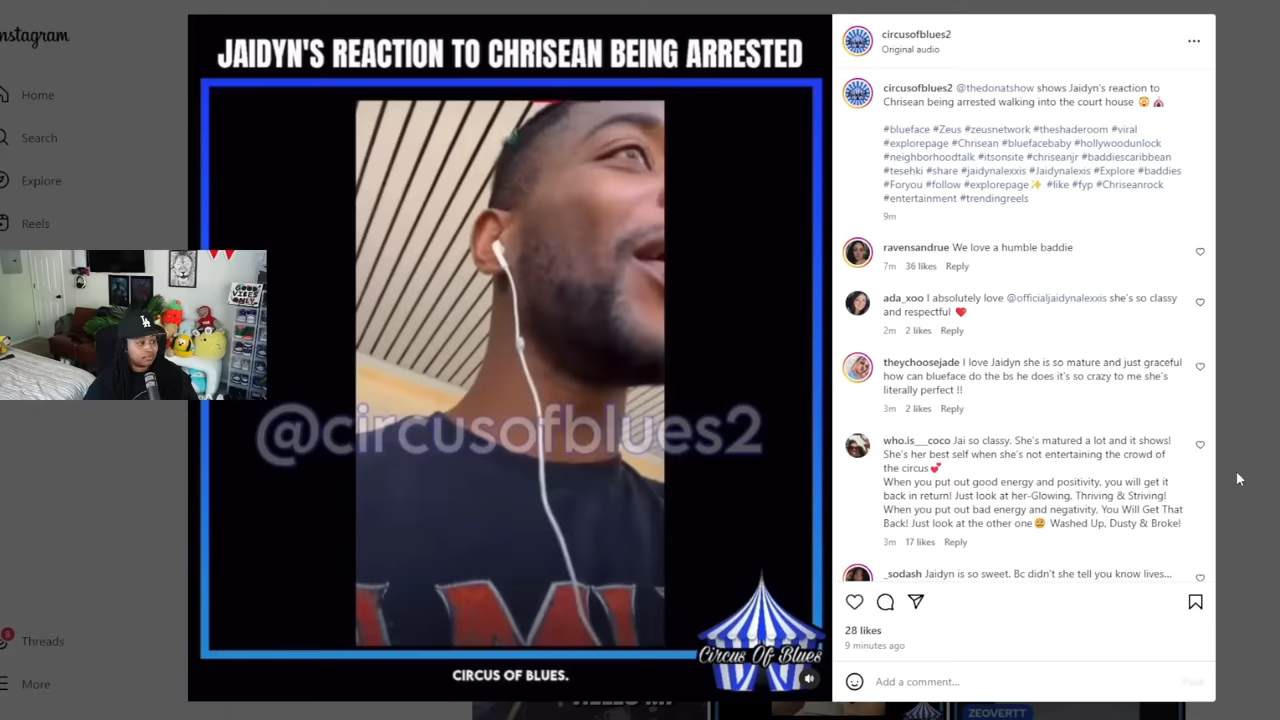 Instagram
Home
Search
Explore
Reels
Threads
More
JAIDYN'S REACTION TO CHRISEAN BEING ARRESTED
@circusofblues2
CIRCUS OF BLUES.
Circus Of Blues
GOOD
VIBES
ONLY
LA
circusofblues2
Original audio
circusofblues2 @thedonatshow shows Jaidyn's reaction to
Chrisean being arrested walking into the court house 🤯 🎪
#blueface #Zeus #zeusnetwork #theshaderoom #viral
#explorepage #Chrisean #bluefacebaby #hollywoodunlock
#neighborhoodtalk #itsonsite #chriseanjr #baddiescaribbean
#tesehki #share #jaidynalexxis #Jaidynalexis #Explore #baddies
#Foryou #follow #explorepage✨ #like #fyp #Chriseanrock
#entertainment #trendingreels
9m
ravensandrue We love a humble baddie
7m 36 likes Reply
ada_xoo I absolutely love @officialjaidynalexxis she's so classy
and respectful ❤️
2m 2 likes Reply
theychoosejade I love Jaidyn she is so mature and just graceful
how can blueface do the bs he does it's so crazy to me she's
literally perfect !!
3m 2 likes Reply
who.is___coco Jai so classy. She's matured a lot and it shows!
She's her best self when she's not entertaining the crowd of
the circus💕
When you put out good energy and positivity, you will get it
back in return! Just look at her-Glowing, Thriving & Striving!
When you put out bad energy and negativity, You Will Get That
Back! Just look at the other one😩 Washed Up, Dusty & Broke!
3m 17 likes Reply
_sodash Jaidyn is so sweet. Bc didn't she tell you know lives...
28 likes
9 minutes ago
Add a comment...
Post
ZEOVERTT